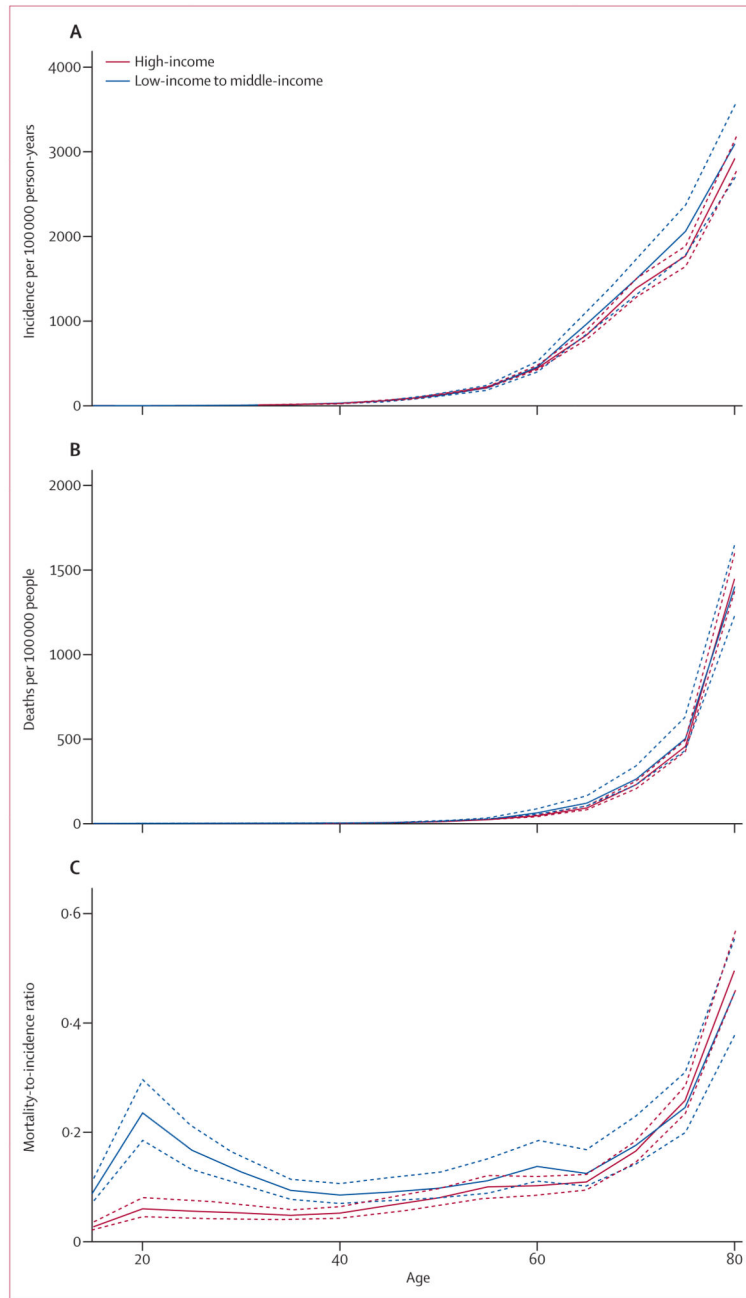 A
High-income
Low-income to middle-income
4000
3000
2000
1000
0
Incidence per 100 000 person-years
B
2000
1500
1000
500
0
Deaths per 100 000 people
C
0·6
0·4
0·2
0
Mortality-to-incidence ratio
20
40
60
80
Age